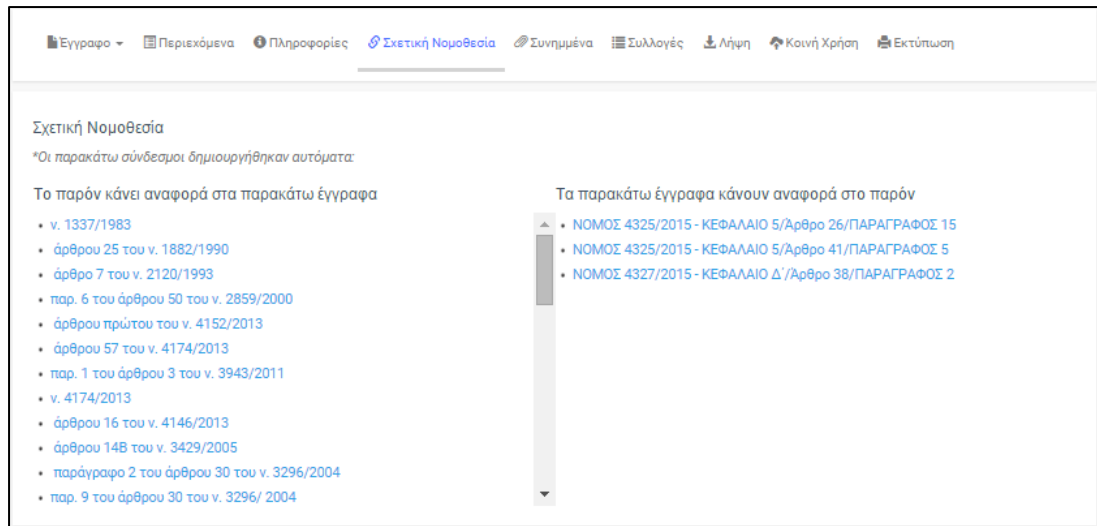 Έγγραφο Περιεχόμενα Πληροφορίες Σχετική Νομοθεσία Συνημμένα Συλλογές Λήψη Κοινή Χρήση Εκτύπωση
Σχετική Νομοθεσία
*Οι παρακάτω σύνδεσμοι δημιουργήθηκαν αυτόματα:
Το παρόν κάνει αναφορά στα παρακάτω έγγραφα
• ν. 1337/1983
• άρθρου 25 του ν. 1882/1990
• άρθρο 7 του ν. 2120/1993
• παρ. 6 του άρθρου 50 του ν. 2859/2000
• άρθρου πρώτου του ν. 4152/2013
• άρθρου 57 του ν. 4174/2013
• παρ. 1 του άρθρου 3 του ν. 3943/2011
• ν. 4174/2013
• άρθρου 16 του ν. 4146/2013
• άρθρου 14Β του ν. 3429/2005
• παράγραφο 2 του άρθρου 30 του ν. 3296/2004
• παρ. 9 του άρθρου 30 του ν. 3296/ 2004
Τα παρακάτω έγγραφα κάνουν αναφορά στο παρόν
• ΝΟΜΟΣ 4325/2015 - ΚΕΦΑΛΑΙΟ 5/Άρθρο 26/ΠΑΡΑΓΡΑΦΟΣ 15
• ΝΟΜΟΣ 4325/2015 - ΚΕΦΑΛΑΙΟ 5/Άρθρο 41/ΠΑΡΑΓΡΑΦΟΣ 5
• ΝΟΜΟΣ 4327/2015 - ΚΕΦΑΛΑΙΟ Δ΄/Άρθρο 38/ΠΑΡΑΓΡΑΦΟΣ 2